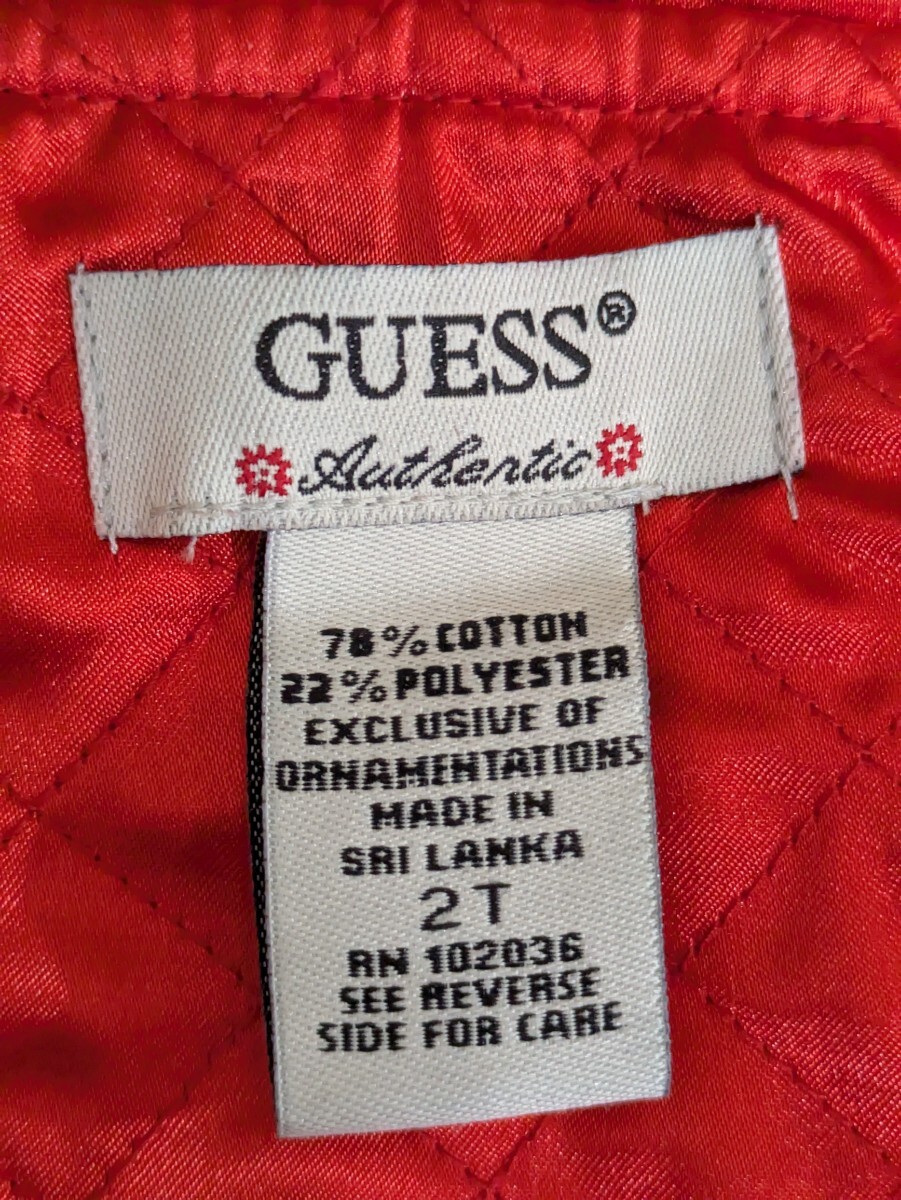 GUESS®
Authentic
78% COTTON
22% POLYESTER
EXCLUSIVE OF
ORNAMENTATIONS
MADE IN
SRI LANKA
2T
RN 102036
SEE REVERSE
SIDE FOR CARE